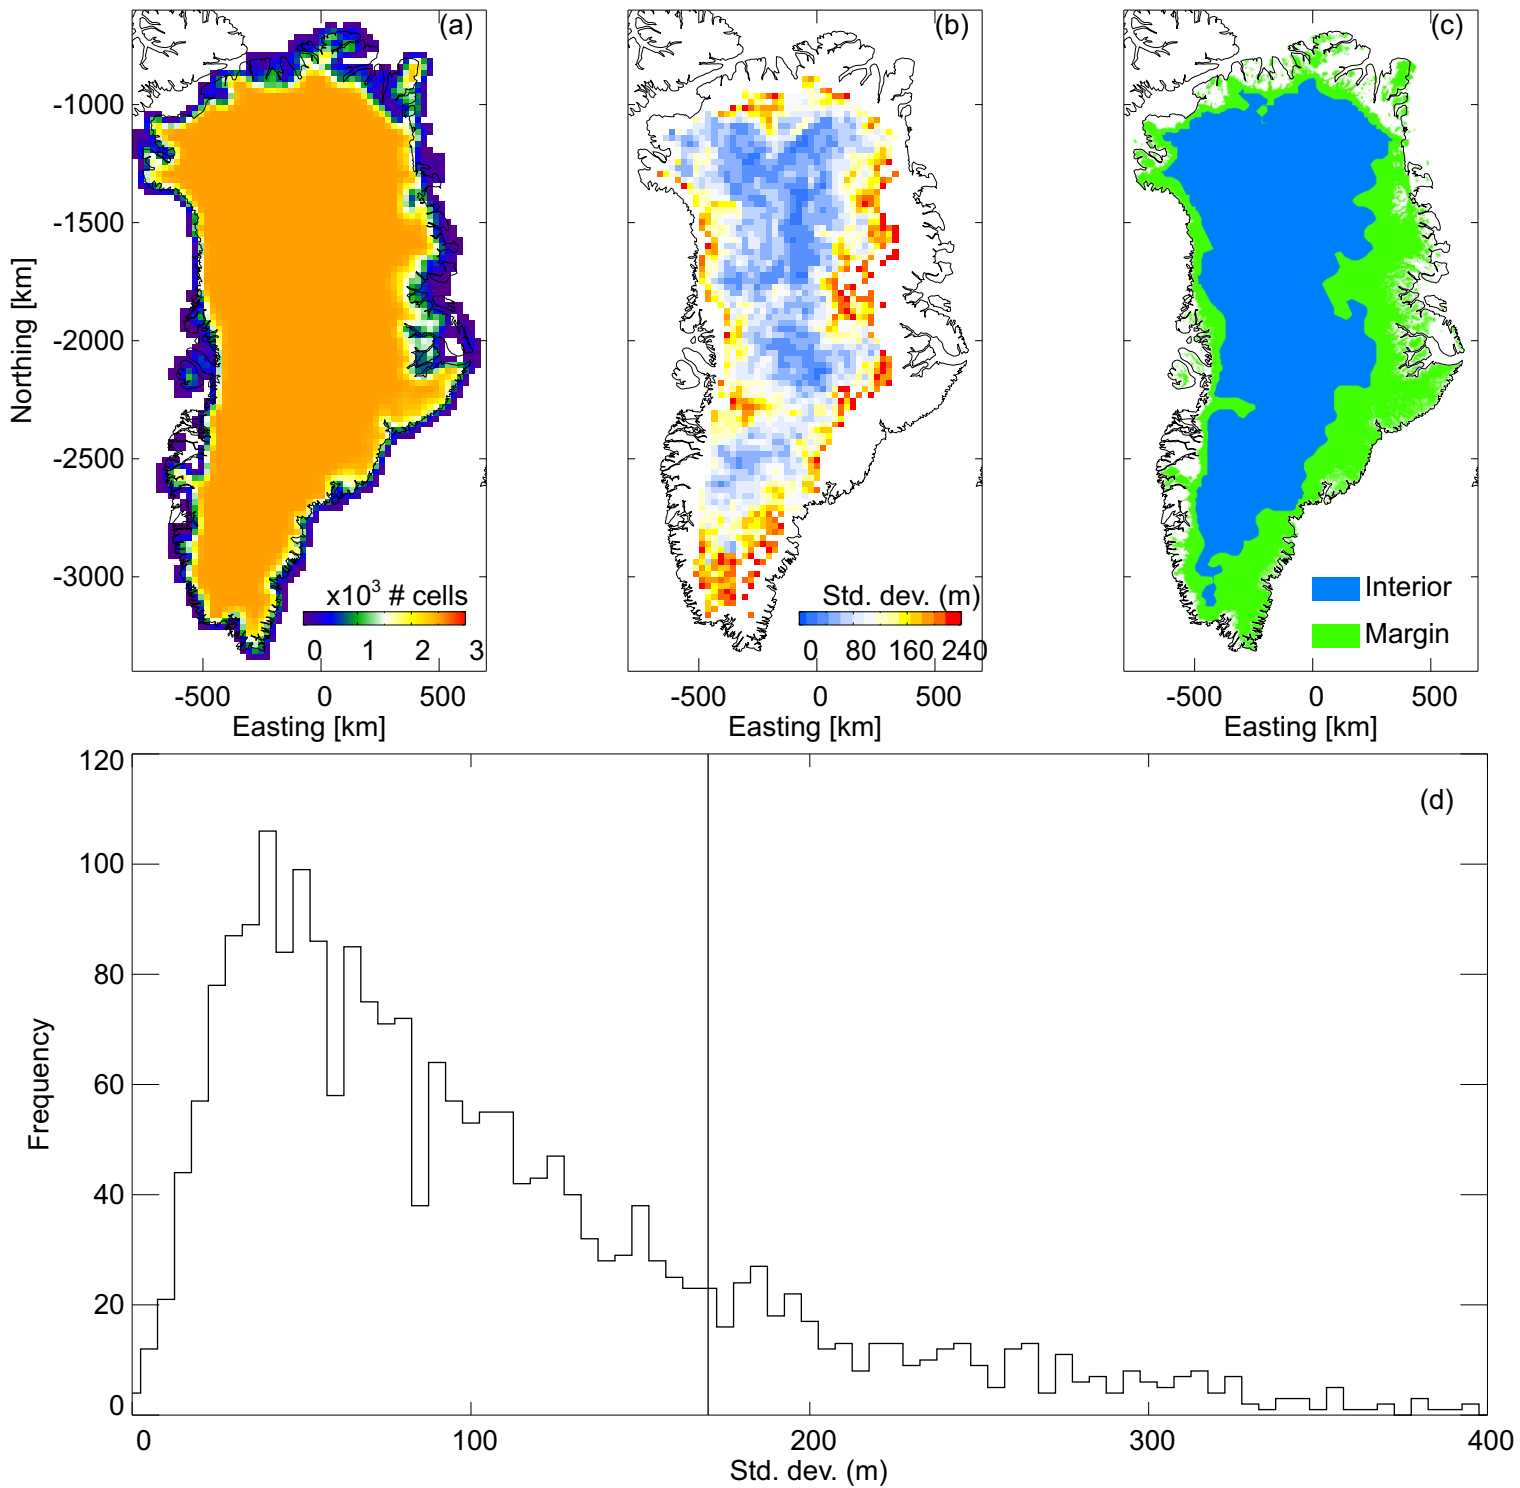 (a)
(b)
(c)
Northing [km]
-1000
-1500
-2000
-2500
-3000
x10³ # cells
0 1 2 3
Std. dev. (m)
0 80 160 240
Interior
Margin
-500 0 500
-500 0 500
-500 0 500
Easting [km]
Easting [km]
Easting [km]
(d)
Frequency
120
100
80
60
40
20
0
0 100 200 300 400
Std. dev. (m)